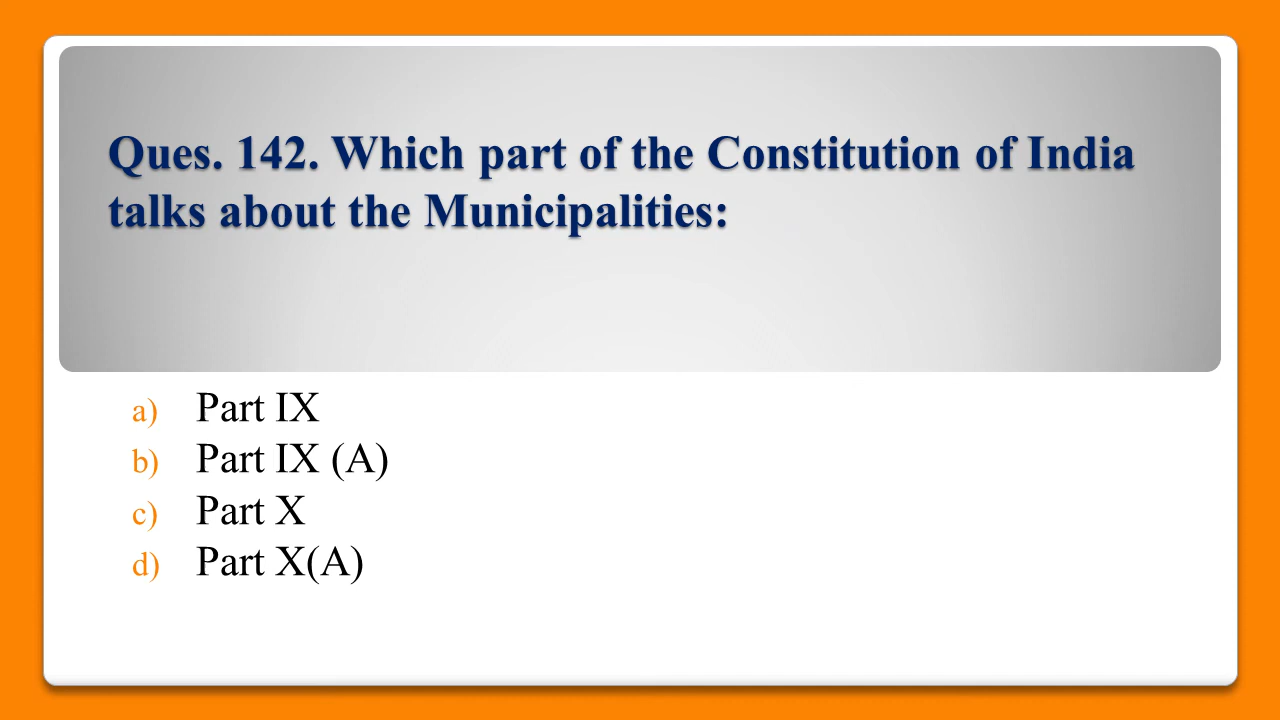 Ques. 142. Which part of the Constitution of India
talks about the Municipalities:
a) Part IX
b) Part IX (A)
c) Part X
d) Part X(A)